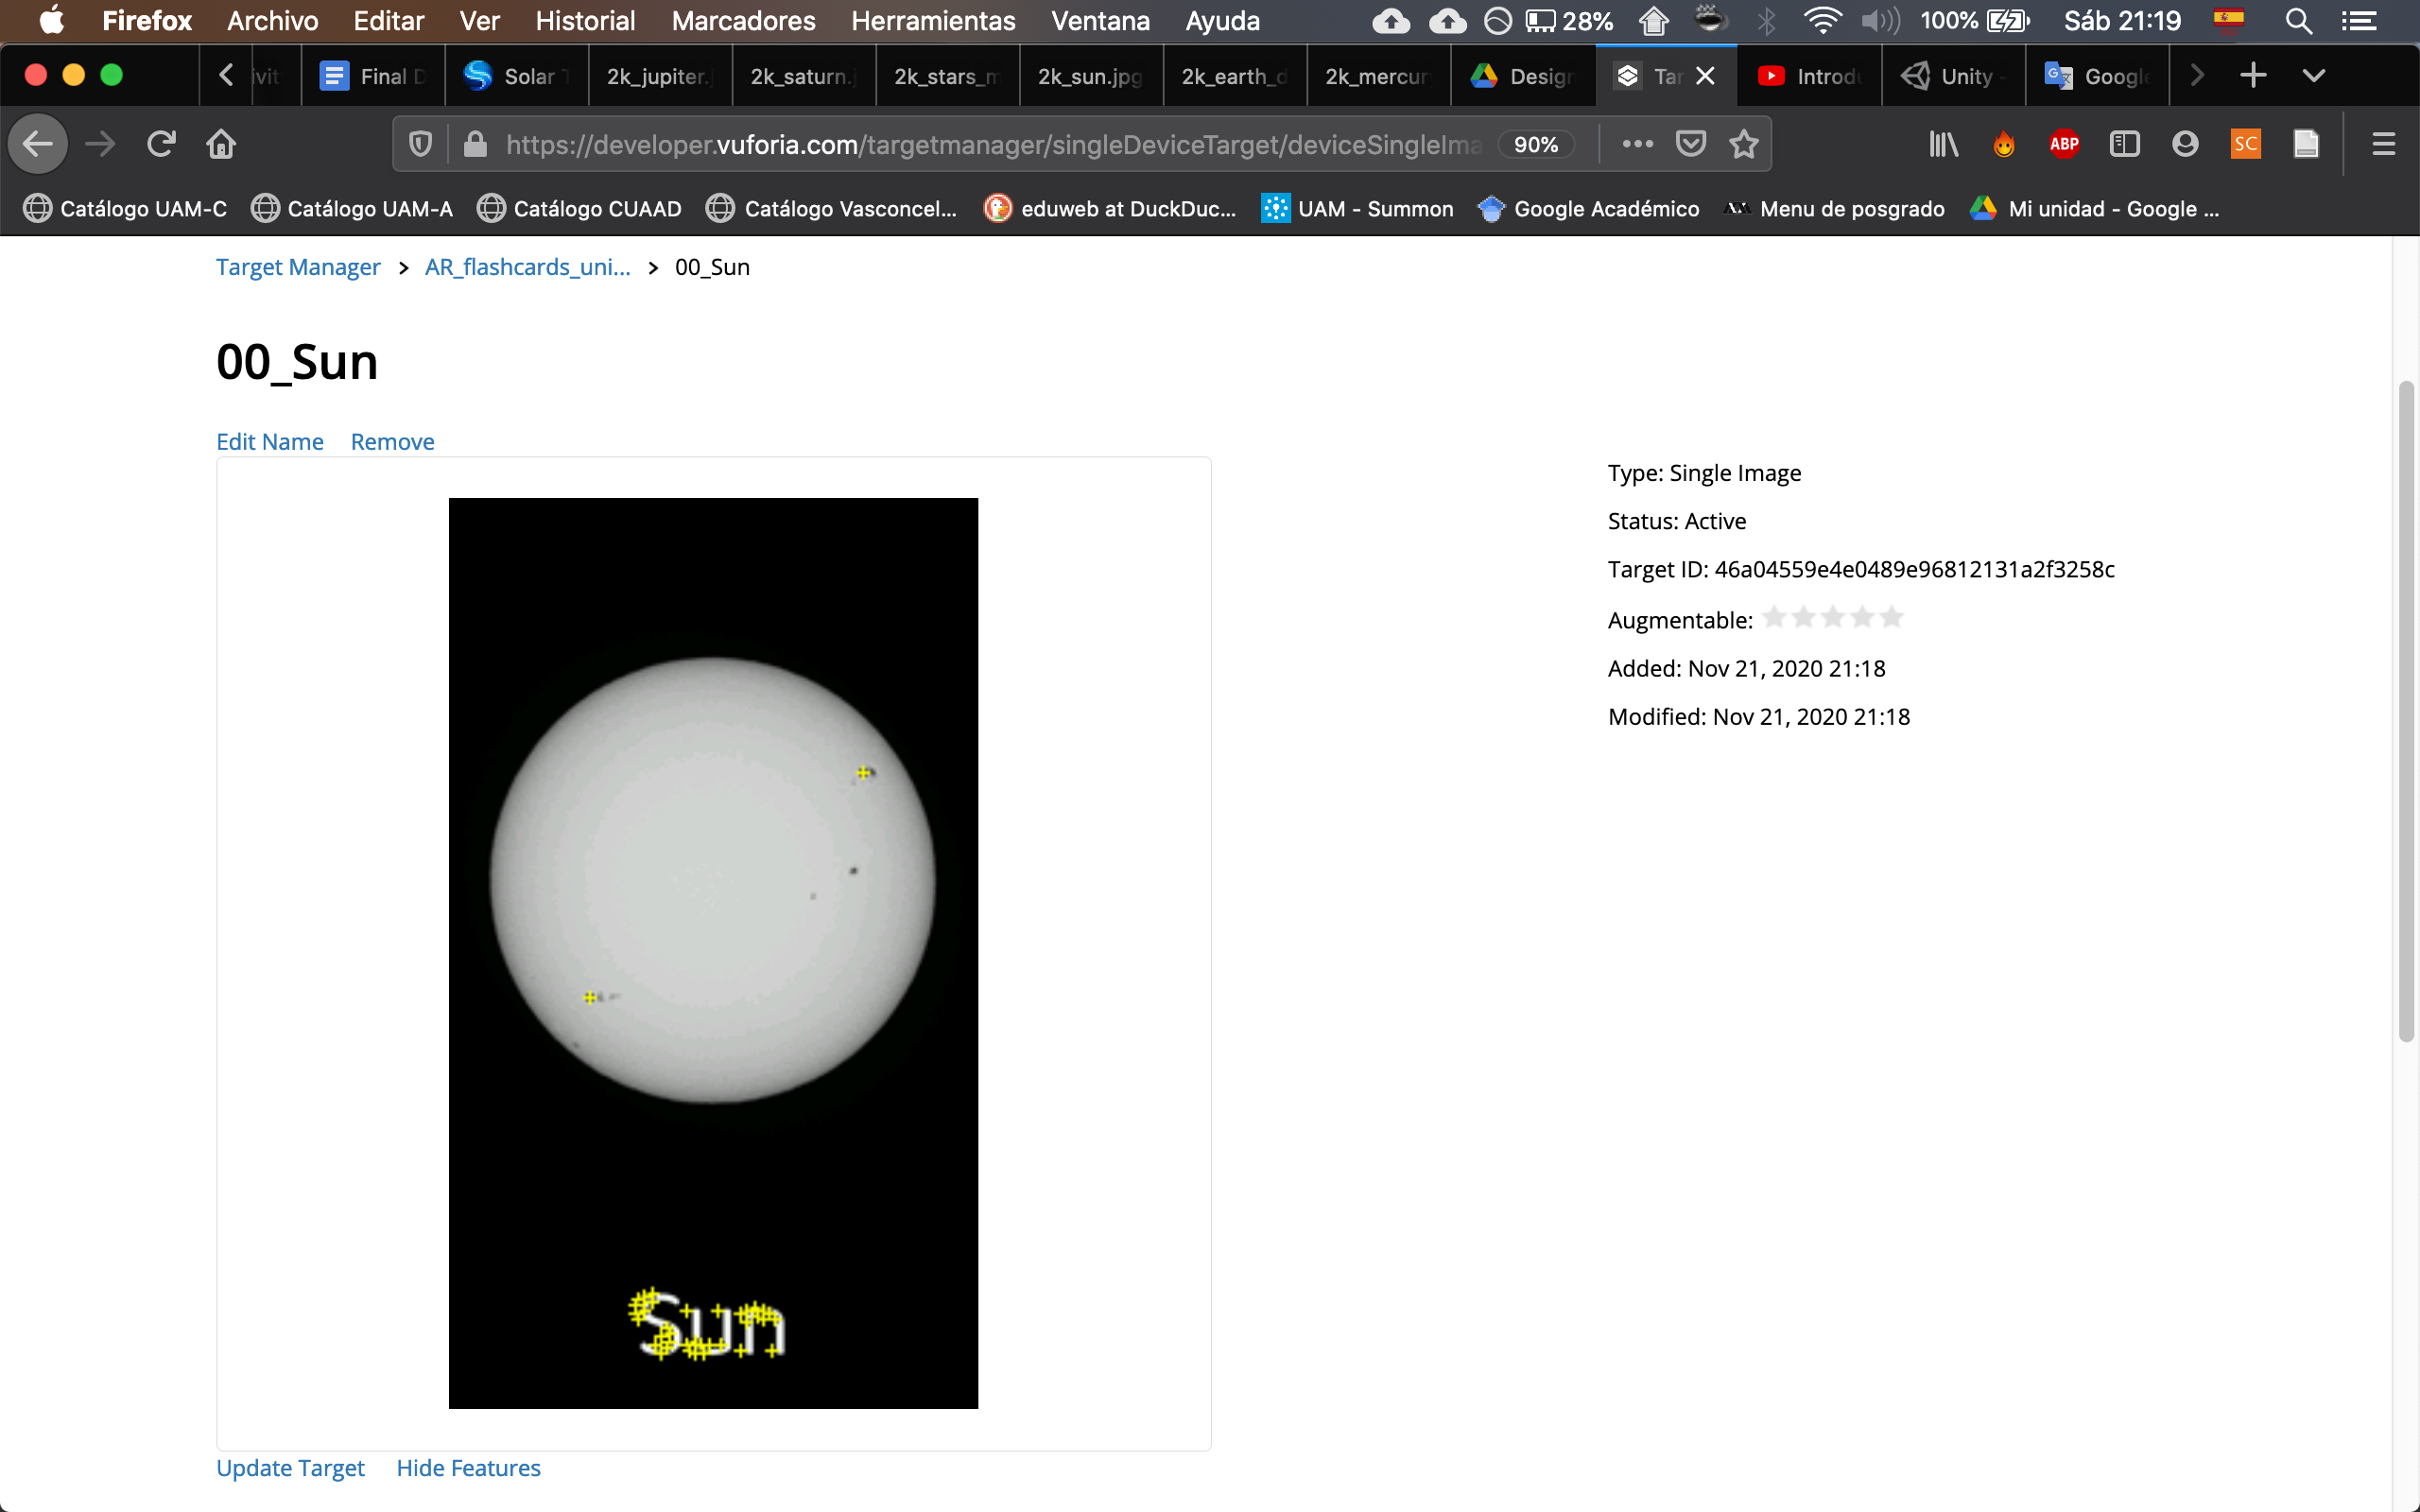 Firefox Archivo Editar Ver Historial Marcadores Herramientas Ventana Ayuda 28% 100% Sáb 21:19
Final D Solar T 2k_jupiter.j 2k_saturn.j 2k_stars_m 2k_sun.jpg 2k_earth_d 2k_mercur Design Tar Introdu Unity - Google
https://developer.vuforia.com/targetmanager/singleDeviceTarget/deviceSingleIma 90% ABP SC
Catálogo UAM-C Catálogo UAM-A Catálogo CUAAD Catálogo Vasconcel... eduweb at DuckDuc... UAM - Summon Google Académico Menu de posgrado Mi unidad - Google ...
Target Manager > AR_flashcards_uni... > 00_Sun
00_Sun
Edit Name Remove
Type: Single Image
Status: Active
Target ID: 46a04559e4e0489e96812131a2f3258c
Augmentable:
Added: Nov 21, 2020 21:18
Modified: Nov 21, 2020 21:18
Sun
Update Target Hide Features